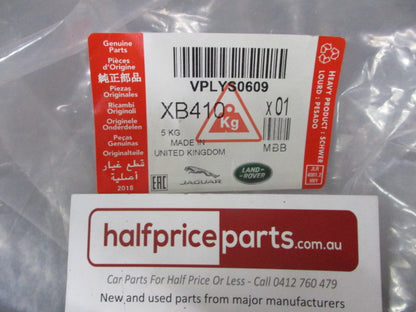 Genuine Parts
Pièces d'Origine
純正部品
Piezas Originales
Ricambi Originali
Originele Onderdelen
Peças Genuinas
Originalteile
قطع غيار أصلية
2015
VPLYS0609
XB410
x01
Kg
5 KG
MADE IN UNITED KINGDOM
MBB
EAC
JAGUAR
LAND-ROVER
HEAVY PRODUCT : SCHWER
LOURD : PESADO
halfpriceparts.com.au
Car Parts For Half Price Or Less - Call 0412 760 479
New and used parts from major manufacturers